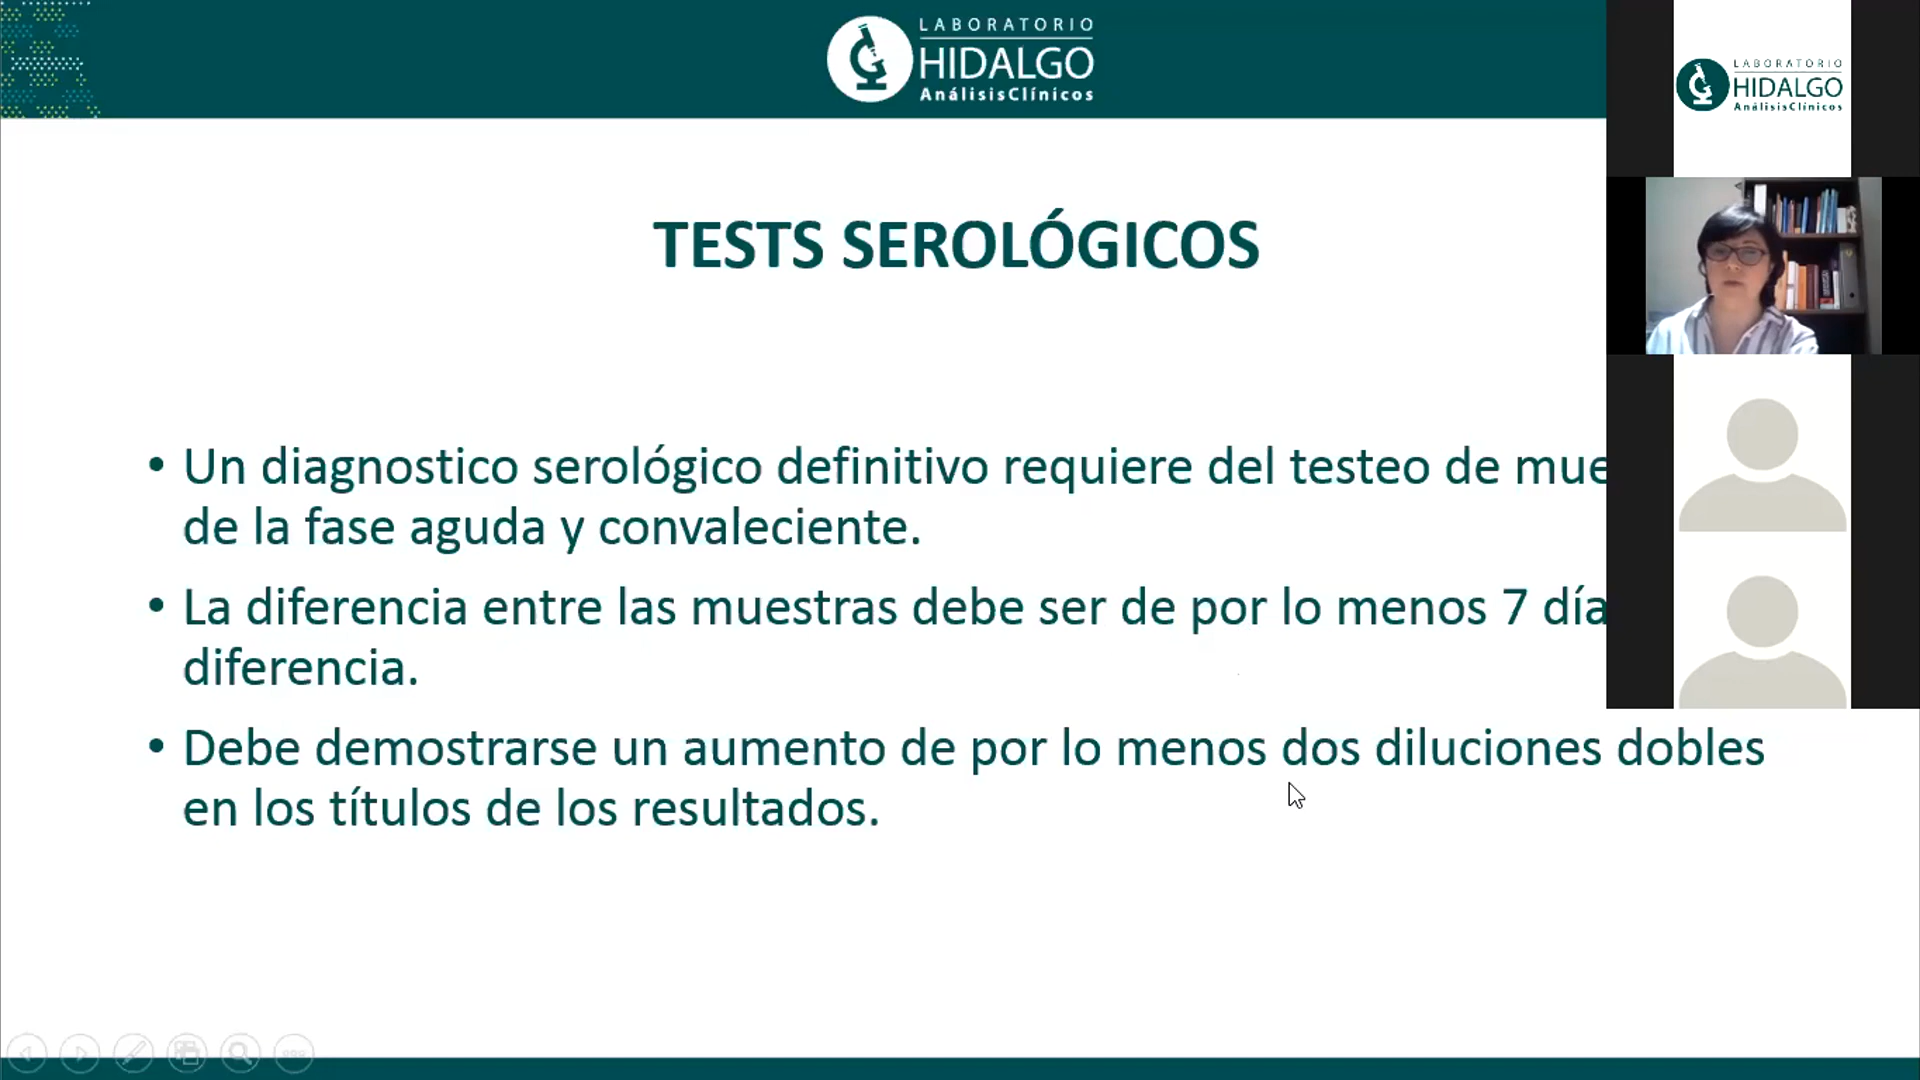 LABORATORIO
HIDALGO
AnálisisClínicos
LABORATORIO
HIDALGO
AnálisisClínicos
TESTS SEROLÓGICOS
• Un diagnostico serológico definitivo requiere del testeo de mue
de la fase aguda y convaleciente.
• La diferencia entre las muestras debe ser de por lo menos 7 día
diferencia.
• Debe demostrarse un aumento de por lo menos dos diluciones dobles
en los títulos de los resultados.